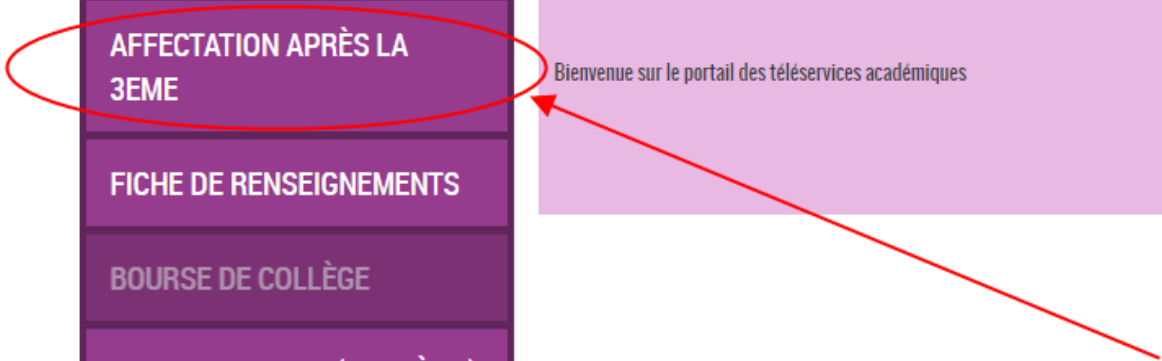 AFFECTATION APRÈS LA
3EME
Bienvenue sur le portail des téléservices académiques
FICHE DE RENSEIGNEMENTS
BOURSE DE COLLÈGE